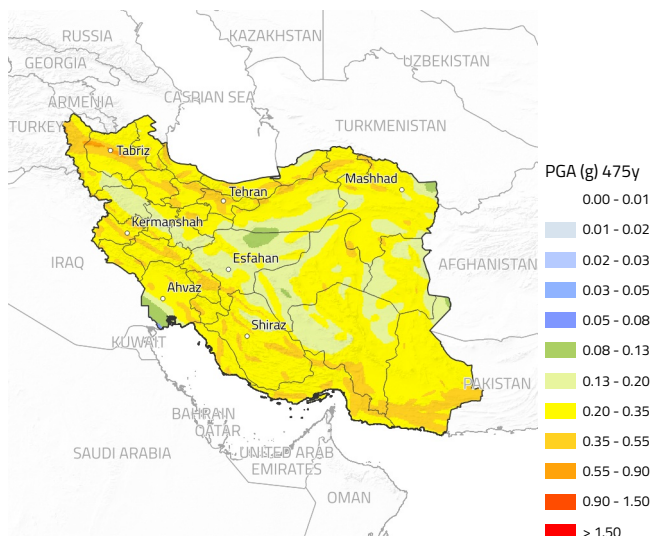 RUSSIA
KAZAKHSTAN
GEORGIA
UZBEKISTAN
CASPIAN SEA
ARMENIA
TURKEY
TURKMENISTAN
Tabriz
Mashhad
Tehran
Kermanshah
Esfahan
IRAQ
AFGHANISTAN
Ahvaz
Shiraz
KUWAIT
PAKISTAN
BAHRAIN
QATAR
SAUDI ARABIA
UNITED ARAB
EMIRATES
OMAN
PGA (g) 475y
0.00 - 0.01
0.01 - 0.02
0.02 - 0.03
0.03 - 0.05
0.05 - 0.08
0.08 - 0.13
0.13 - 0.20
0.20 - 0.35
0.35 - 0.55
0.55 - 0.90
0.90 - 1.50
> 1.50